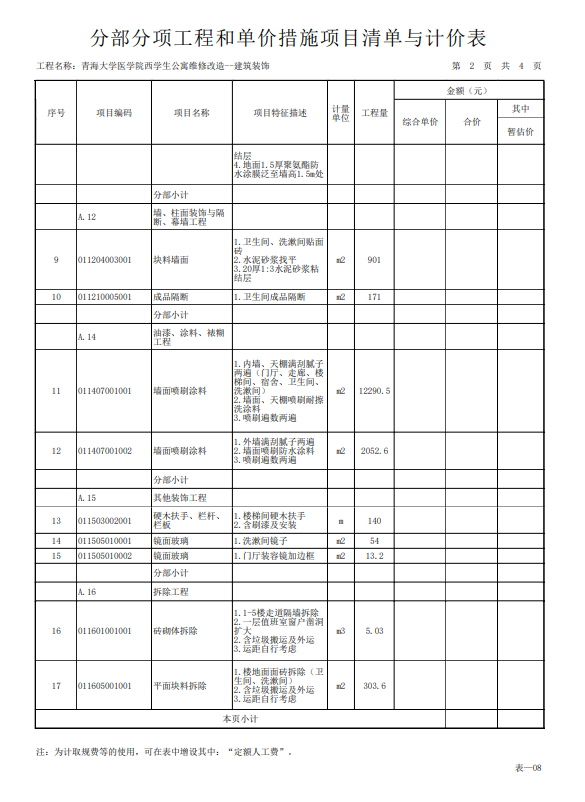 分部分项工程和单价措施项目清单与计价表
工程名称: 青海大学医学院西学生公寓维修改造--建筑装饰 第 2 页 共 4 页
序号 项目编码 项目名称 项目特征描述 计量单位 工程量 金额（元）
综合单价 合价 其中
暂估价
结层
4.地面1.5厚聚氨酯防
水涂膜泛至墙高1.5m处
分部小计
A.12 墙、柱面装饰与隔
断、幕墙工程
9 011204003001 块料墙面 1.卫生间、洗漱间贴面
砖
2.水泥砂浆找平
3.20厚1:3水泥砂浆粘
结层
m2 901
10 011210005001 成品隔断 1.卫生间成品隔断 m2 171
分部小计
A.14 油漆、涂料、裱糊
工程
11 011407001001 墙面喷刷涂料 1.内墙、天棚满刮腻子
两遍（门厅、走廊、楼
梯间、宿舍、卫生间、
洗漱间）
2.墙面、天棚喷刷耐擦
洗涂料
3.喷刷遍数两遍
m2 12290.5
12 011407001002 墙面喷刷涂料 1.外墙满刮腻子两遍
2.墙面喷刷防水涂料
3.喷刷遍数两遍
m2 2052.6
分部小计
A.15 其他装饰工程
13 011503002001 硬木扶手、栏杆、
栏板
1.楼梯间硬木扶手
2.含刷漆及安装
m 140
14 011505010001 镜面玻璃 1.洗漱间镜子 m2 54
15 011505010002 镜面玻璃 1.门厅装容镜加边框 m2 13.2
分部小计
A.16 拆除工程
16 011601001001 砖砌体拆除 1.1-5楼走道隔墙拆除
2.一层值班室窗户凿洞
扩大
2.含垃圾搬运及外运
3.运距自行考虑
m3 5.03
17 011605001001 平面块料拆除 1.楼地面面砖拆除（卫
生间、洗漱间）
2.含垃圾搬运及外运
3.运距自行考虑
m2 303.6
本页小计
注: 为计取规费等的使用，可在表中增设其中: “定额人工费”。
表—08